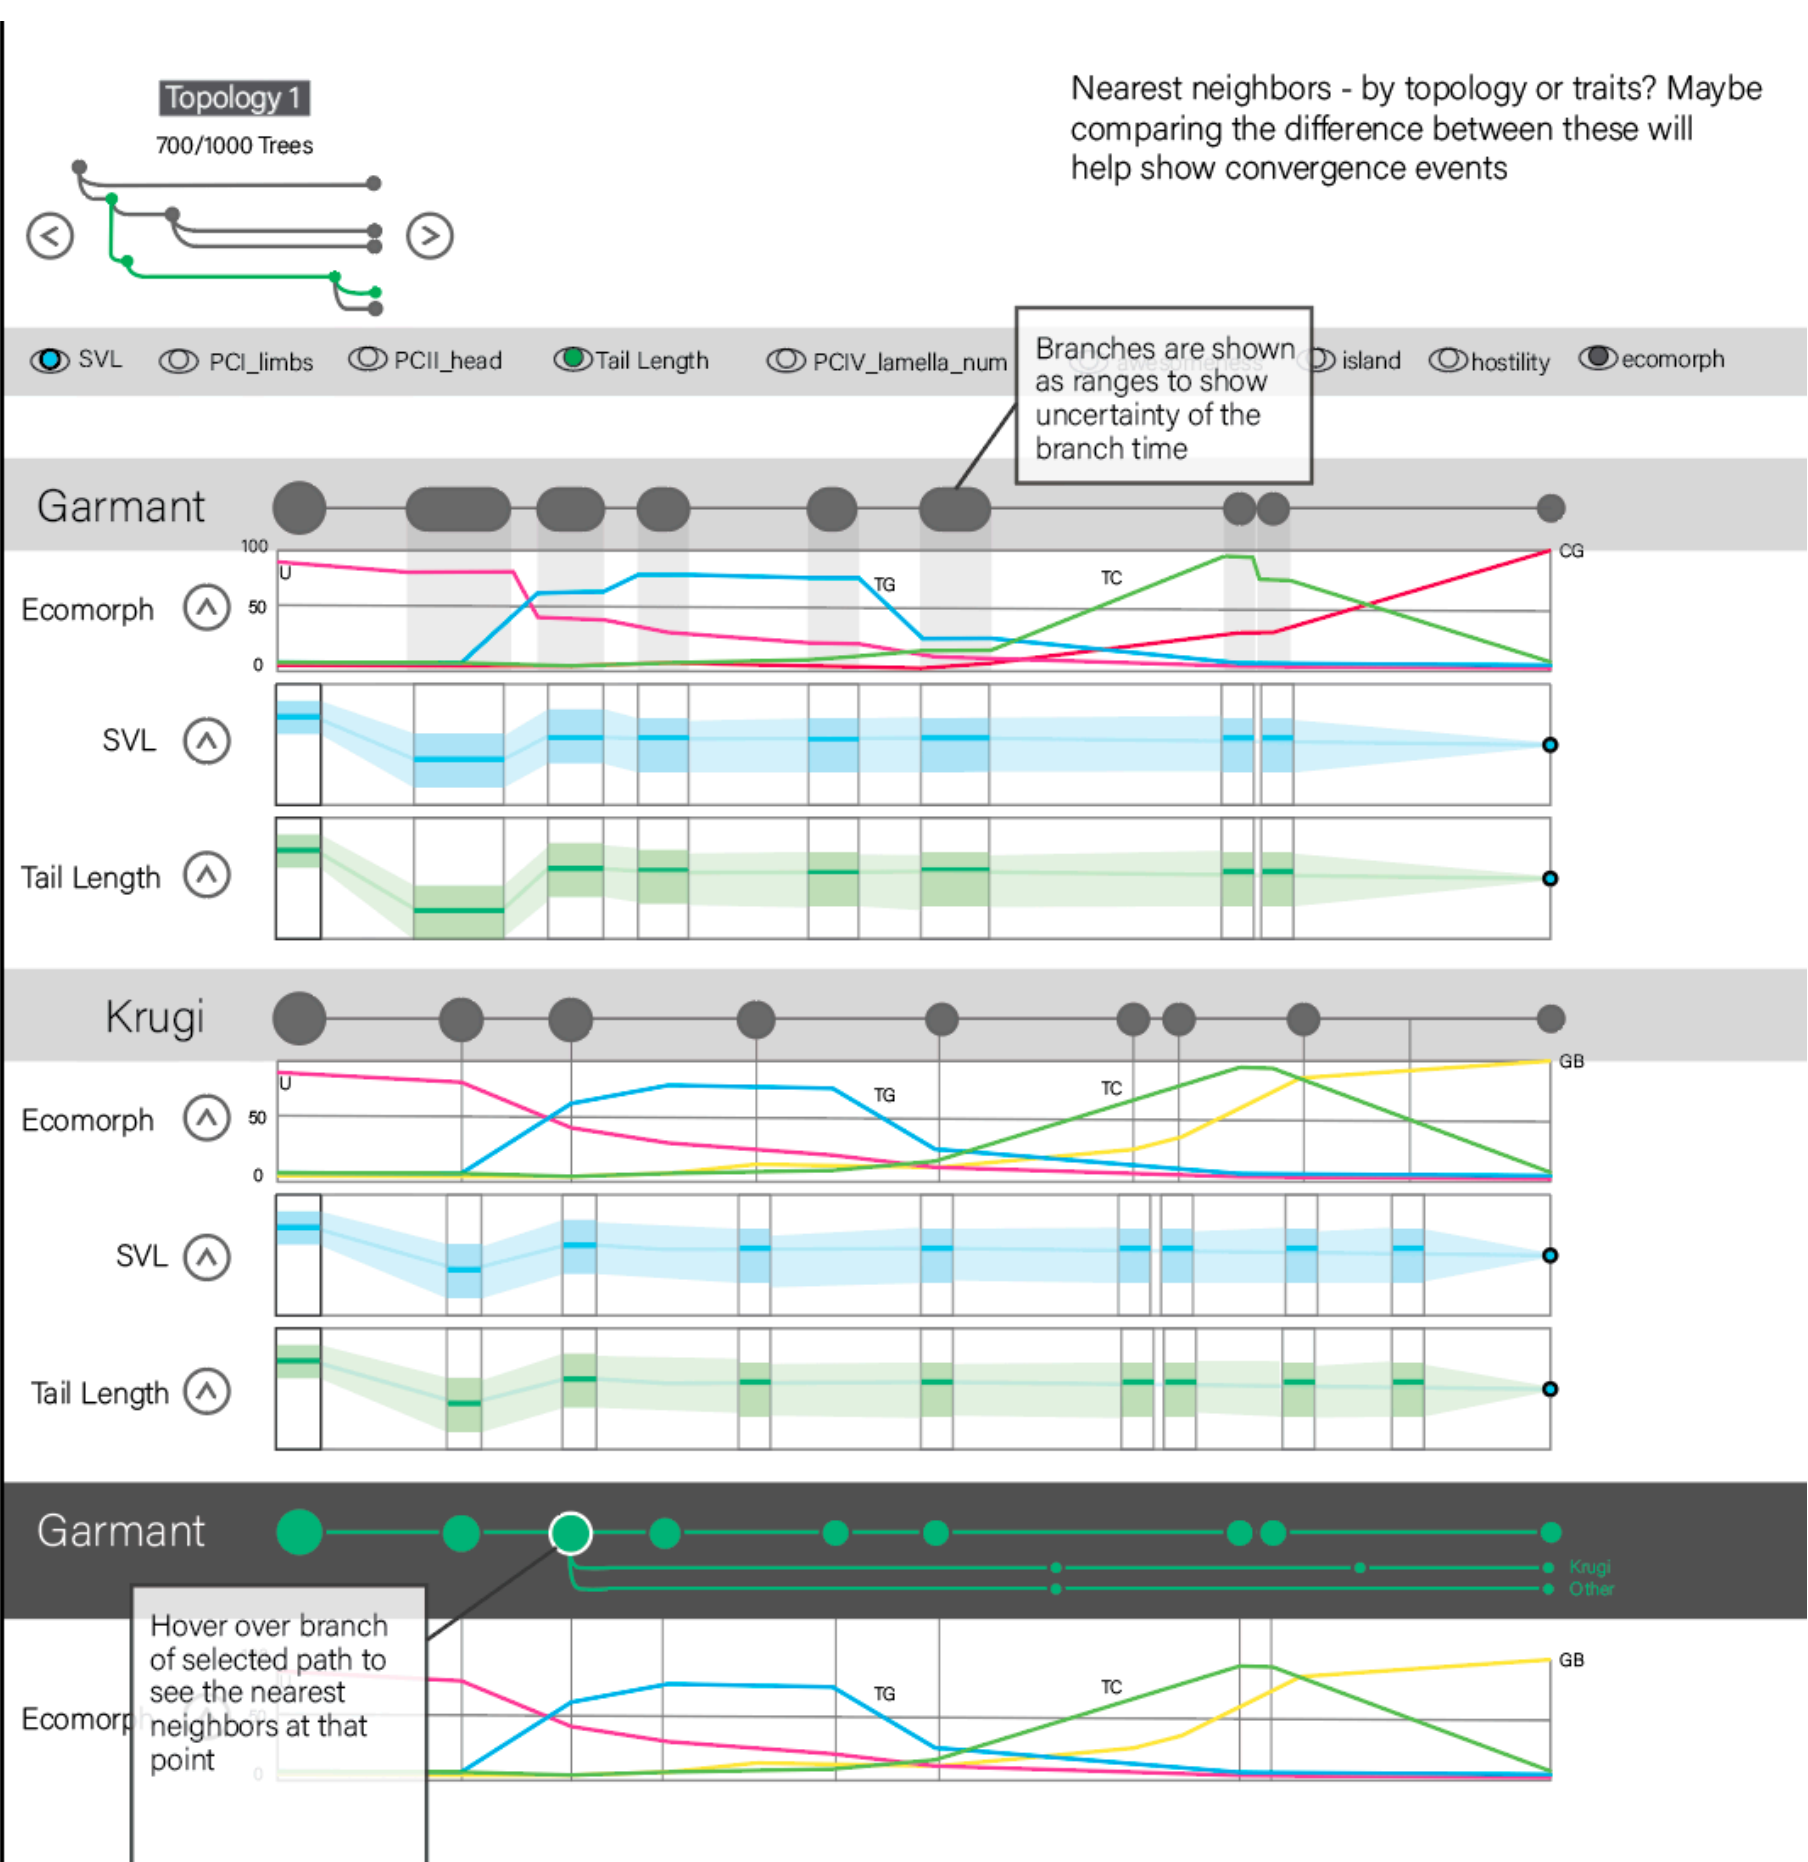 Topology 1
700/1000 Trees
Nearest neighbors - by topology or traits? Maybe
comparing the difference between these will
help show convergence events
<
>
SVL
PCI_limbs
PCII_head
Tail Length
PCIV_lamella_num
awesomeness
island
hostility
ecomorph
Branches are shown
as ranges to show
uncertainty of the
branch time
Garmant
100
50
0
Ecomorph
U
TG
TC
CG
SVL
Tail Length
Krugi
Ecomorph
50
0
U
TG
TC
GB
SVL
Tail Length
Garmant
Krugi
Other
Hover over branch
of selected path to
see the nearest
neighbors at that
point
Ecomorph
50
0
TG
TC
GB